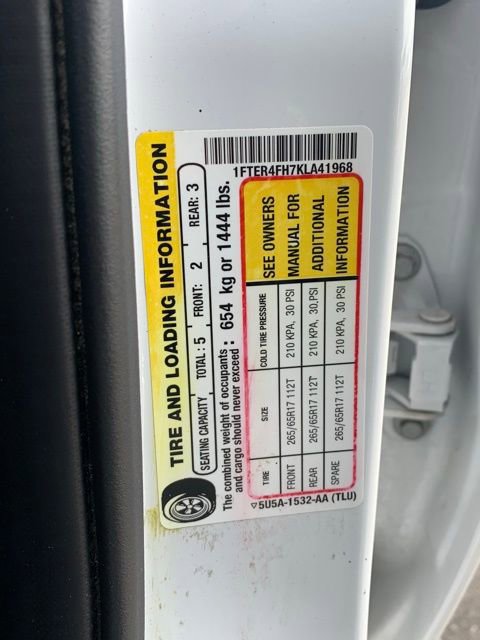 TIRE AND LOADING INFORMATION
SEATING CAPACITY TOTAL : 5 FRONT: 2 REAR: 3
The combined weight of occupants : 654 kg or 1444 lbs.
and cargo should never exceed :
TIRE SIZE COLD TIRE PRESSURE
FRONT 265/65R17 112T 210 KPA, 30 PSI
REAR 265/65R17 112T 210 KPA, 30,PSI
SPARE 265/65R17 112T 210 KPA, 30 PSI
SEE OWNERS
MANUAL FOR
ADDITIONAL
INFORMATION
5U5A-1532-AA (TLU)
1FTER4FH7KLA41968